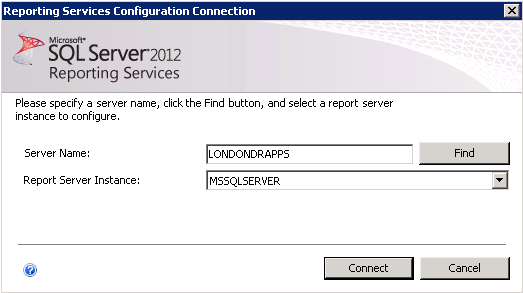 Reporting Services Configuration Connection
Microsoft®
SQL Server 2012
Reporting Services
Please specify a server name, click the Find button, and select a report server
instance to configure.
Server Name:
LONDONDRAPPS
Find
Report Server Instance:
MSSQLSERVER
Connect
Cancel